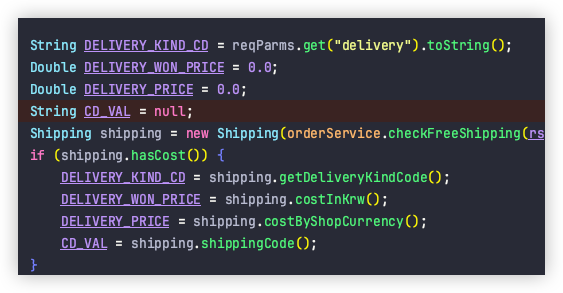 String DELIVERY_KIND_CD = reqParms.get("delivery").toString();
Double DELIVERY_WON_PRICE = 0.0;
Double DELIVERY_PRICE = 0.0;
String CD_VAL = null;
Shipping shipping = new Shipping(orderService.checkFreeShipping(rs
if (shipping.hasCost()) {
    DELIVERY_KIND_CD = shipping.getDeliveryKindCode();
    DELIVERY_WON_PRICE = shipping.costInKrw();
    DELIVERY_PRICE = shipping.costByShopCurrency();
    CD_VAL = shipping.shippingCode();
}